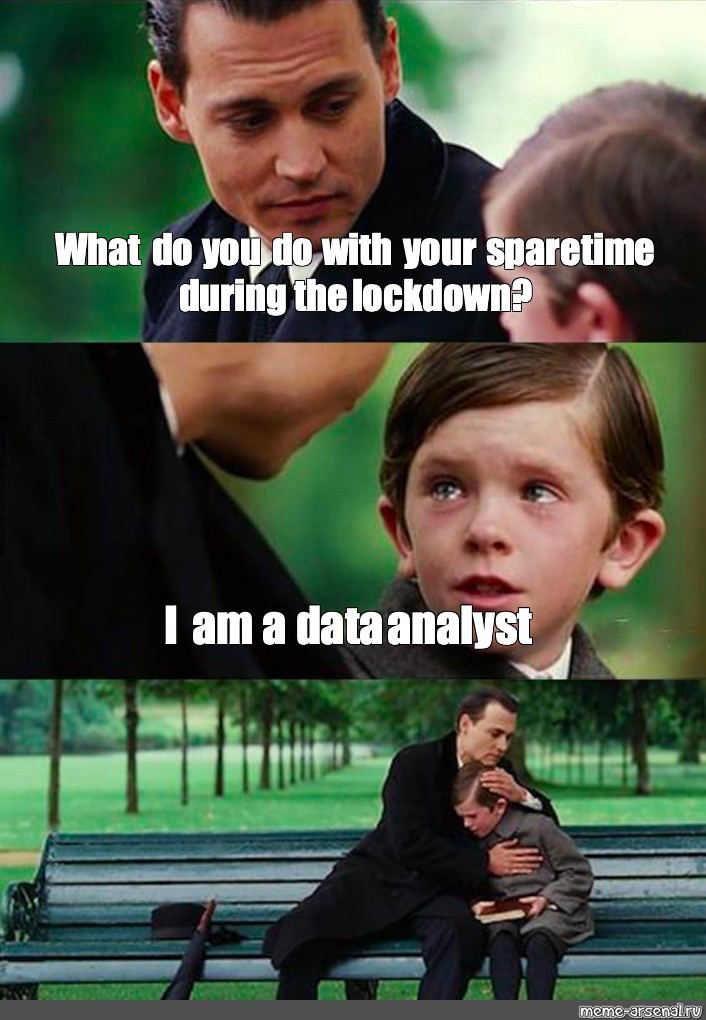 What do you do with your sparetime
during the lockdown?
I am a data analyst
meme-arsenal.ru